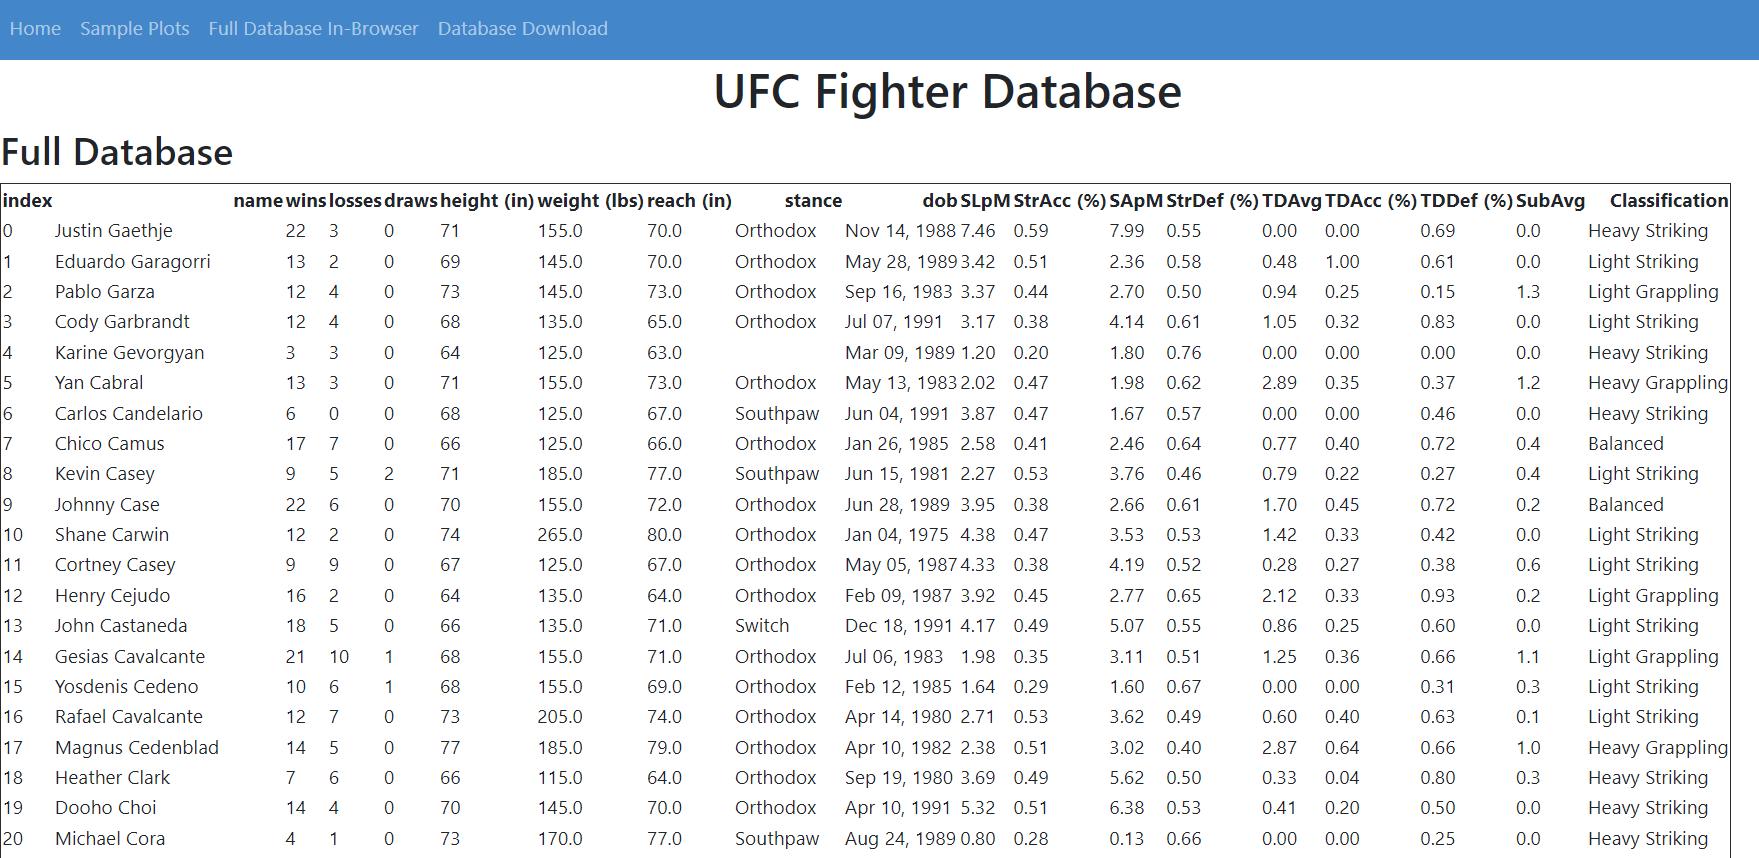 Home Sample Plots Full Database In-Browser Database Download
UFC Fighter Database
Full Database
index name wins losses draws height (in) weight (lbs) reach (in) stance dob SLpM StrAcc (%) SApM StrDef (%) TDAvg TDAcc (%) TDDef (%) SubAvg Classification
0 Justin Gaethje 22 3 0 71 155.0 70.0 Orthodox Nov 14, 1988 7.46 0.59 7.99 0.55 0.00 0.00 0.69 0.0 Heavy Striking
1 Eduardo Garagorri 13 2 0 69 145.0 70.0 Orthodox May 28, 1989 3.42 0.51 2.36 0.58 0.48 1.00 0.61 0.0 Light Striking
2 Pablo Garza 12 4 0 73 145.0 73.0 Orthodox Sep 16, 1983 3.37 0.44 2.70 0.50 0.94 0.25 0.15 1.3 Light Grappling
3 Cody Garbrandt 12 4 0 68 135.0 65.0 Orthodox Jul 07, 1991 3.17 0.38 4.14 0.61 1.05 0.32 0.83 0.0 Light Striking
4 Karine Gevorgyan 3 3 0 64 125.0 63.0 Mar 09, 1989 1.20 0.20 1.80 0.76 0.00 0.00 0.00 0.0 Heavy Striking
5 Yan Cabral 13 3 0 71 155.0 73.0 Orthodox May 13, 1983 2.02 0.47 1.98 0.62 2.89 0.35 0.37 1.2 Heavy Grappling
6 Carlos Candelario 6 0 0 68 125.0 67.0 Southpaw Jun 04, 1991 3.87 0.47 1.67 0.57 0.00 0.00 0.46 0.0 Heavy Striking
7 Chico Camus 17 7 0 66 125.0 66.0 Orthodox Jan 26, 1985 2.58 0.41 2.46 0.64 0.77 0.40 0.72 0.4 Balanced
8 Kevin Casey 9 5 2 71 185.0 77.0 Southpaw Jun 15, 1981 2.27 0.53 3.76 0.46 0.79 0.22 0.27 0.4 Light Striking
9 Johnny Case 22 6 0 70 155.0 72.0 Orthodox Jun 28, 1989 3.95 0.38 2.66 0.61 1.70 0.45 0.72 0.2 Balanced
10 Shane Carwin 12 2 0 74 265.0 80.0 Orthodox Jan 04, 1975 4.38 0.47 3.53 0.53 1.42 0.33 0.42 0.0 Light Striking
11 Cortney Casey 9 9 0 67 125.0 67.0 Orthodox May 05, 1987 4.33 0.38 4.19 0.52 0.28 0.27 0.38 0.6 Light Striking
12 Henry Cejudo 16 2 0 64 135.0 64.0 Orthodox Feb 09, 1987 3.92 0.45 2.77 0.65 2.12 0.33 0.93 0.2 Light Grappling
13 John Castaneda 18 5 0 66 135.0 71.0 Switch Dec 18, 1991 4.17 0.49 5.07 0.55 0.86 0.25 0.60 0.0 Light Striking
14 Gesias Cavalcante 21 10 1 68 155.0 71.0 Orthodox Jul 06, 1983 1.98 0.35 3.11 0.51 1.25 0.36 0.66 1.1 Light Grappling
15 Yosdenis Cedeno 10 6 1 68 155.0 69.0 Orthodox Feb 12, 1985 1.64 0.29 1.60 0.67 0.00 0.00 0.31 0.3 Light Striking
16 Rafael Cavalcante 12 7 0 73 205.0 74.0 Orthodox Apr 14, 1980 2.71 0.53 3.62 0.49 0.60 0.40 0.63 0.1 Light Striking
17 Magnus Cedenblad 14 5 0 77 185.0 79.0 Orthodox Apr 10, 1982 2.38 0.51 3.02 0.40 2.87 0.64 0.66 1.0 Heavy Grappling
18 Heather Clark 7 6 0 66 115.0 64.0 Orthodox Sep 19, 1980 3.69 0.49 5.62 0.50 0.33 0.04 0.80 0.3 Heavy Striking
19 Dooho Choi 14 4 0 70 145.0 70.0 Orthodox Apr 10, 1991 5.32 0.51 6.38 0.53 0.41 0.20 0.50 0.0 Heavy Striking
20 Michael Cora 4 1 0 73 170.0 77.0 Southpaw Aug 24, 1989 0.80 0.28 0.13 0.66 0.00 0.00 0.25 0.0 Heavy Striking